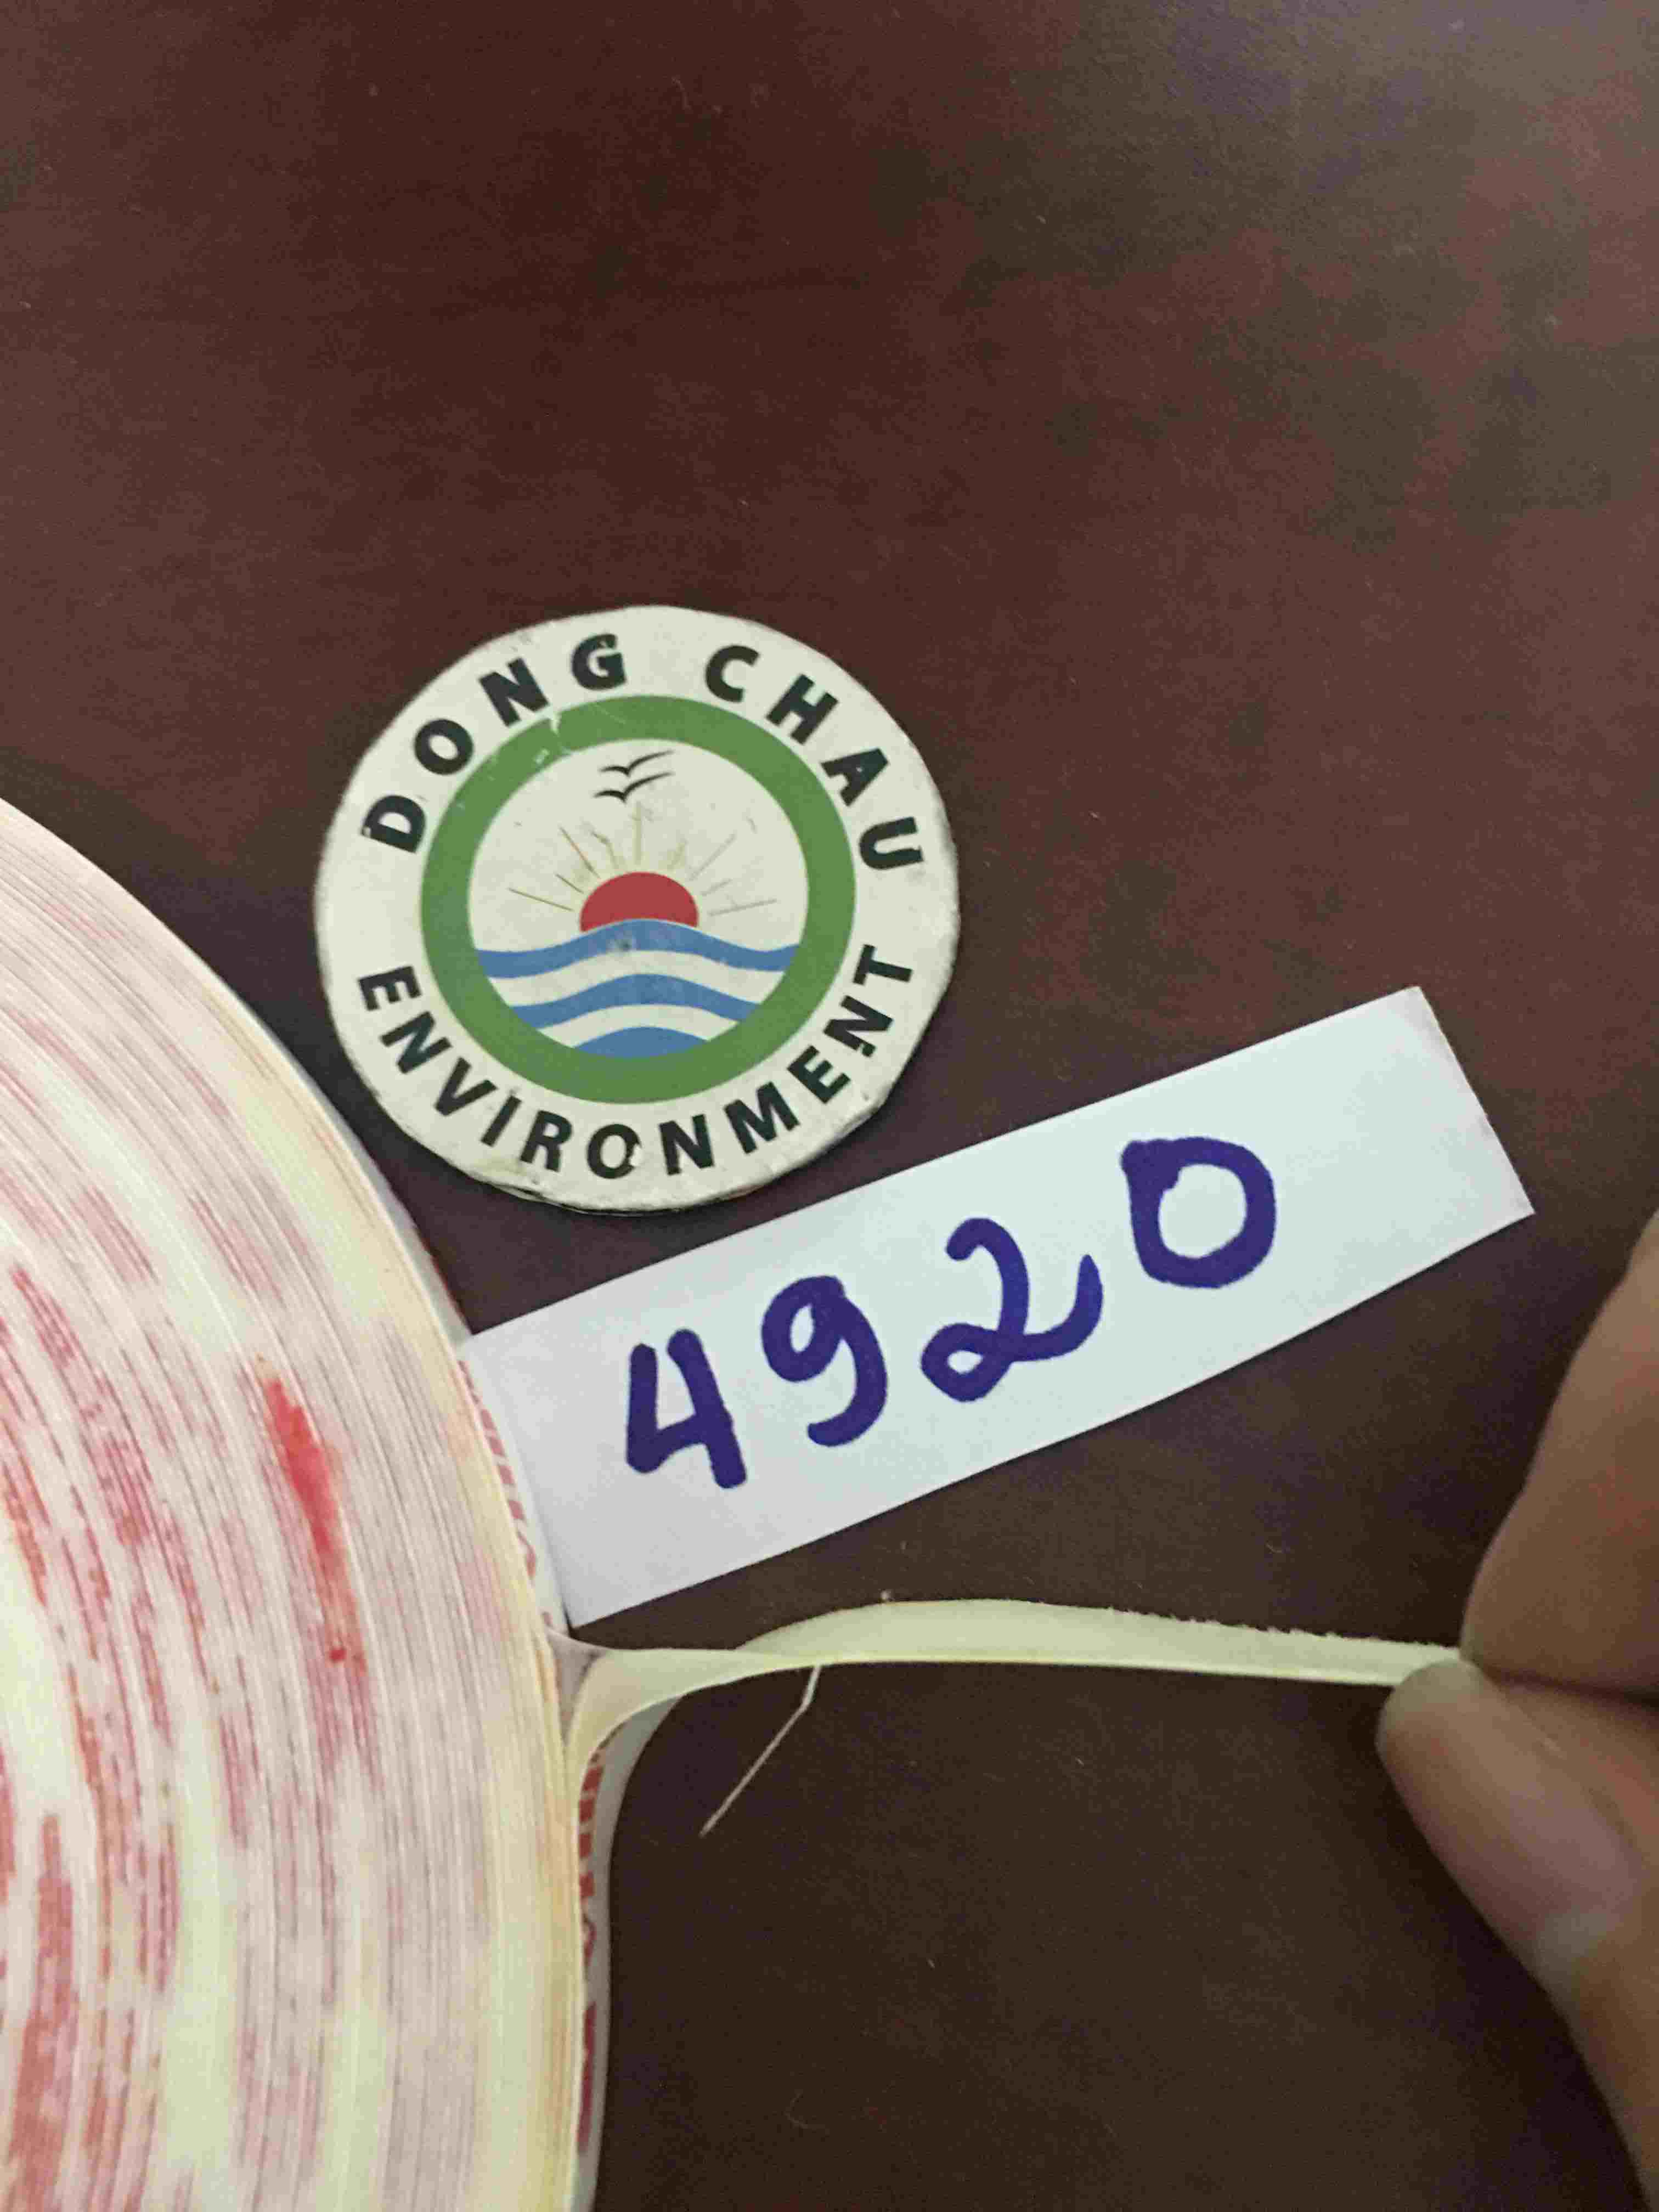 DONG CHAU
ENVIRONMENT
4920